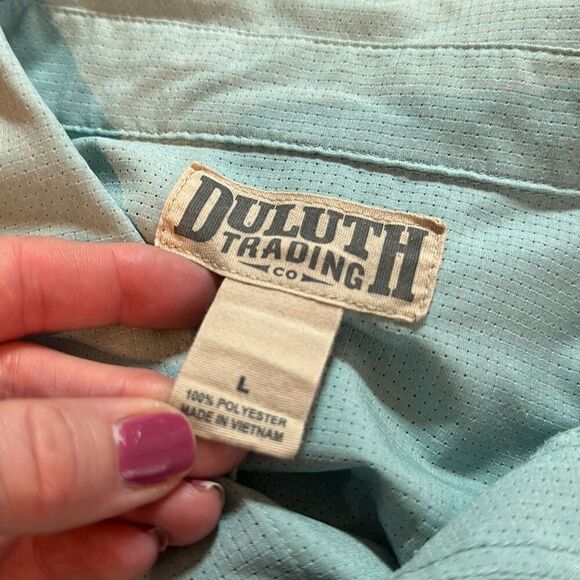 DULUTH
TRADING
CO
L
100% POLYESTER
MADE IN VIETNAM